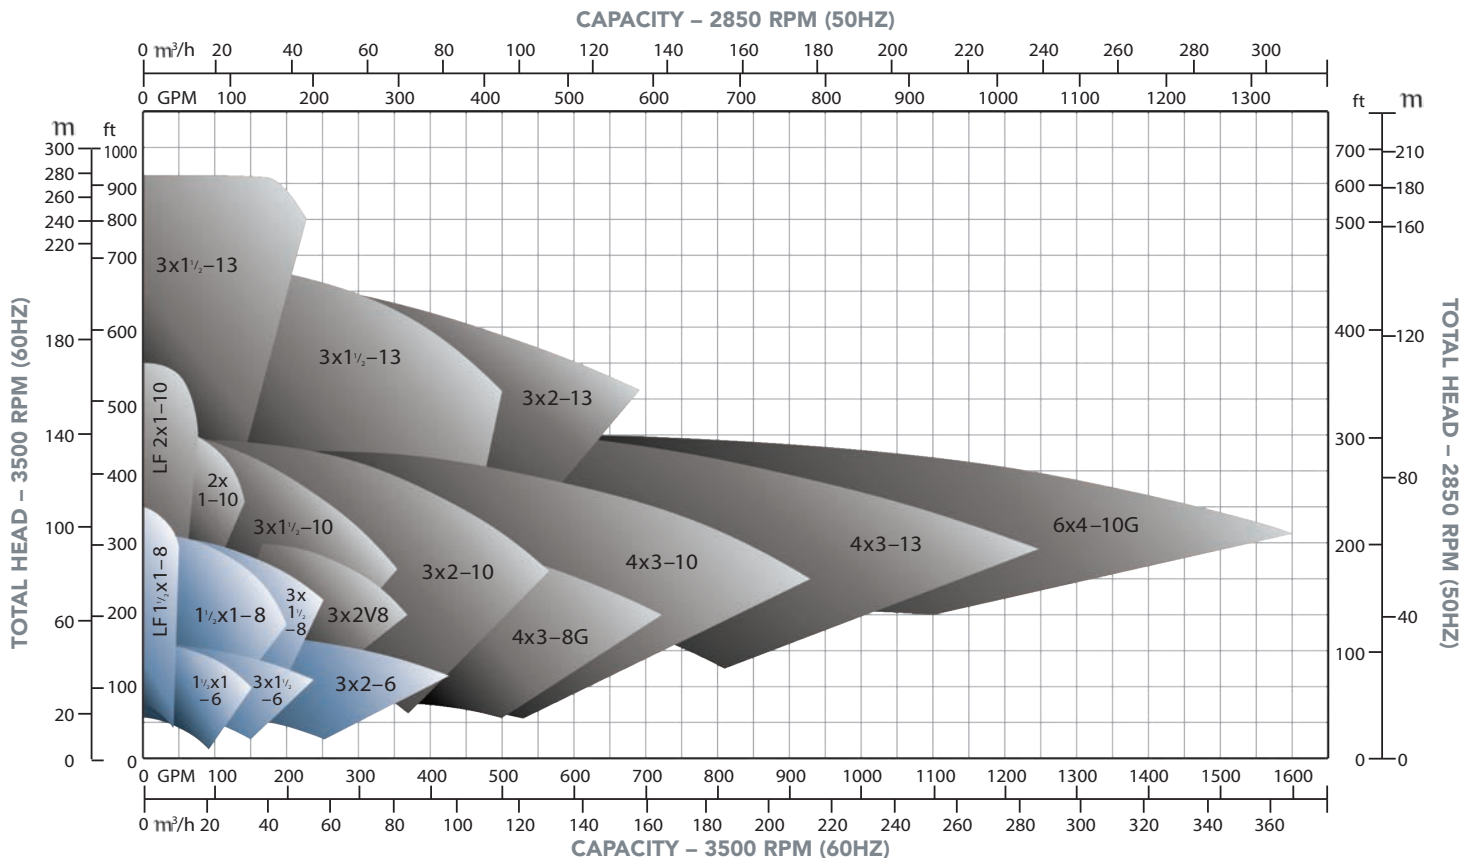 CAPACITY – 2850 RPM (50HZ)
0 m³/h 20 40 60 80 100 120 140 160 180 200 220 240 260 280 300
0 GPM 100 200 300 400 500 600 700 800 900 1000 1100 1200 1300
m ft
ft m
300 1000
280 900
260 800
240 700
220 600
180 500
140 400
100 300
60 200
20 100
0 0
700 210
600 180
500 160
400 120
300 80
200 40
100
0 0
TOTAL HEAD – 3500 RPM (60HZ)
TOTAL HEAD – 2850 RPM (50HZ)
3x1½–13
3x1½–13
3x2–13
LF 2x1–10
2x
1–10
3x1½–10
3x2–10
4x3–10
4x3–13
6x4–10G
LF 1½x1–8
1½x1–8
3x
1½
–8
3x2V8
4x3–8G
1½x1
–6
3x1½
–6
3x2–6
0 GPM 100 200 300 400 500 600 700 800 900 1000 1100 1200 1300 1400 1500 1600
0 m³/h 20 40 60 80 100 120 140 160 180 200 220 240 260 280 300 320 340 360
CAPACITY – 3500 RPM (60HZ)